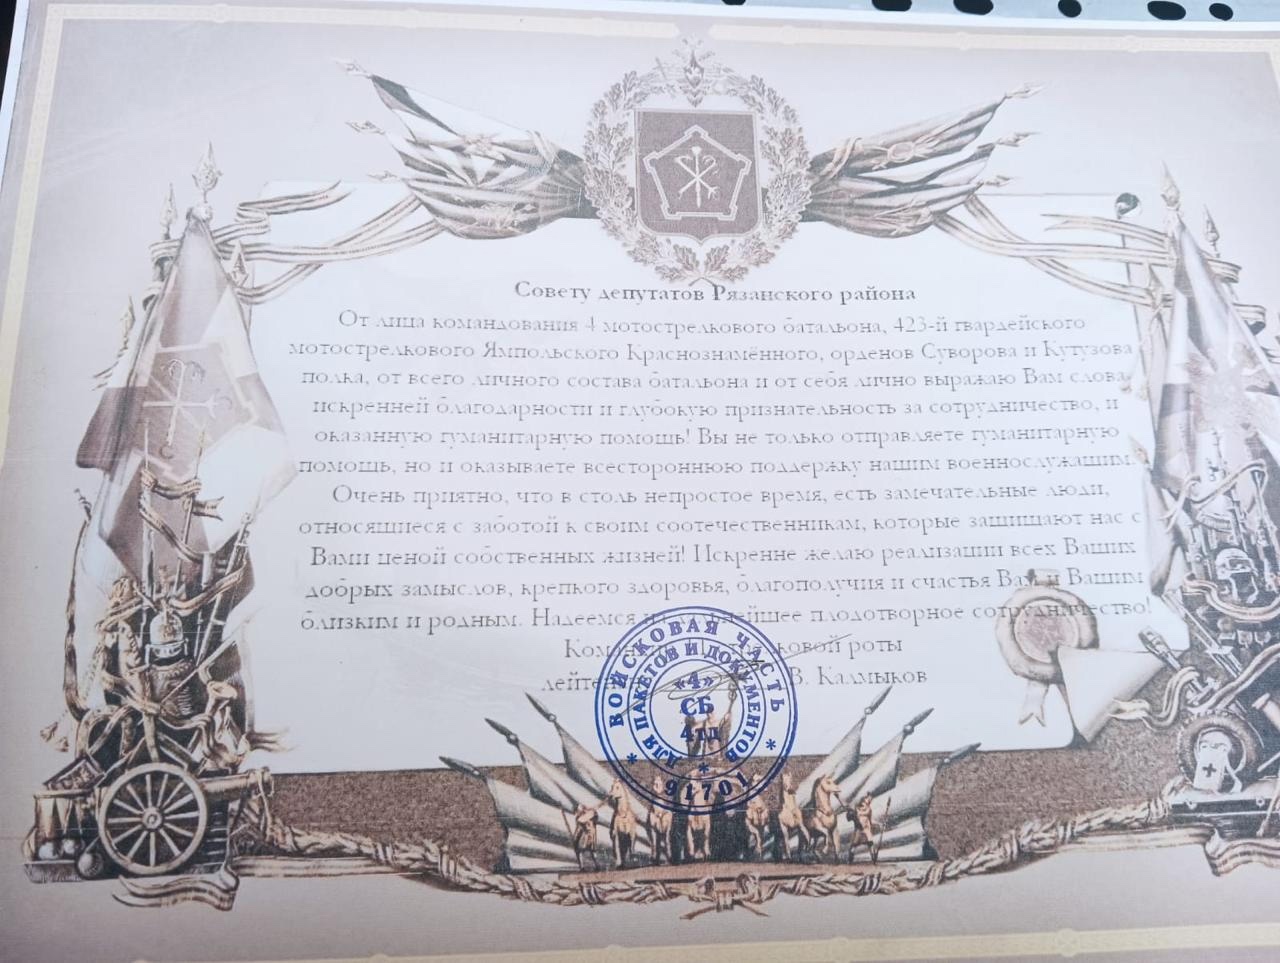 Совету депутатов Рязанского района
От лица командования 4 мотострелкового батальона, 423-й гвардейского
мотострелкового Ямпольского Краснознамённого, орденов Суворова и Кутузова
полка, от всего личного состава батальона и от себя лично выражаю Вам слова
искренней благодарности и глубокую признательность за сотрудничество, и
оказанную гуманитарную помощь! Вы не только отправляете гуманитарную
помощь, но и оказываете всестороннюю поддержку нашим военнослужащим.
Очень приятно, что в столь непростое время, есть замечательные люди,
относящиеся с заботой к своим соотечественникам, которые защищают нас с
Вами ценой собственных жизней! Искренне желаю реализации всех Ваших
добрых замыслов, крепкого здоровья, благополучия и счастья Вам и Вашим
близким и родным. Надеемся на плодотворное сотрудничество!
роты
В. Калмыков
ВОЙСКОВАЯ ЧАСТЬ
ДЛЯ ПАКЕТОВ И ДОКУМЕНТОВ
«4»
СБ
4тд
91701